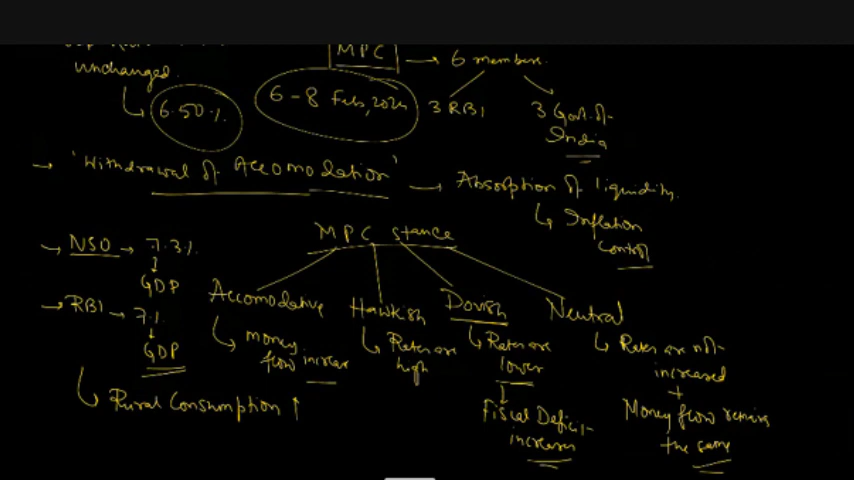 unchanged.
6.50%
MPC → 6 members.
6-8 Feb, 2024
3 RBI
3 Govt. of
India
→ 'Withdrawal of Accomodation' → Absorption of liquidity.
Inflation
control
MPC stance
→ NSO → 7.3%
GDP
→ RBI → 7%
GDP
Rural Consumption ↑
Accomodative
money
flow increase
Hawkish
Rates are
high
Dovish
Rates are
lower
Fiscal Deficit
increases
Neutral
Rates are not
increased
+
Money flow remains
the same